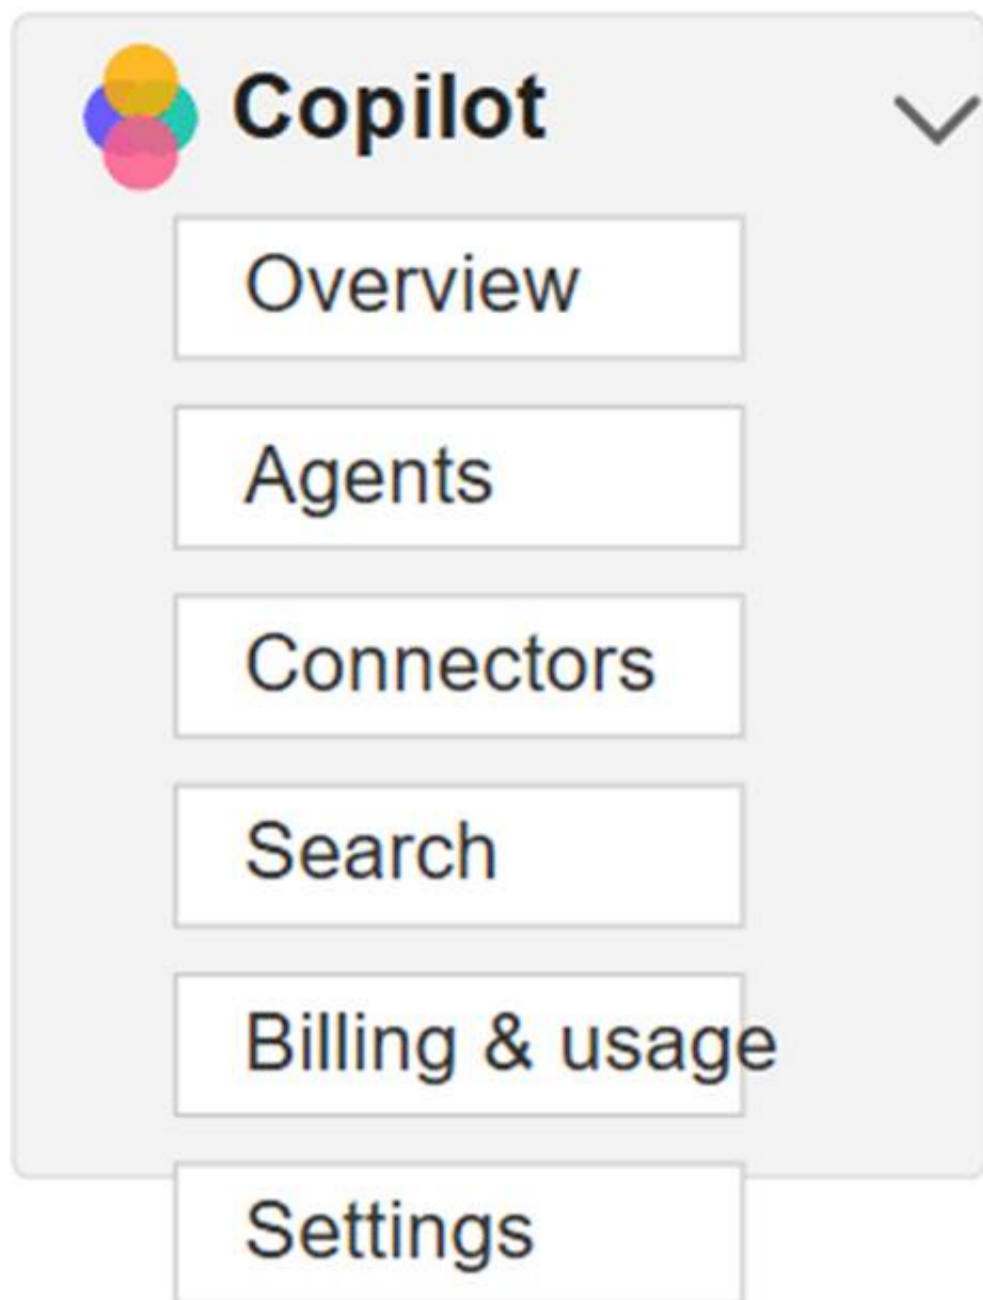 Copilot
Overview
Agents
Connectors
Search
Billing & usage
Settings